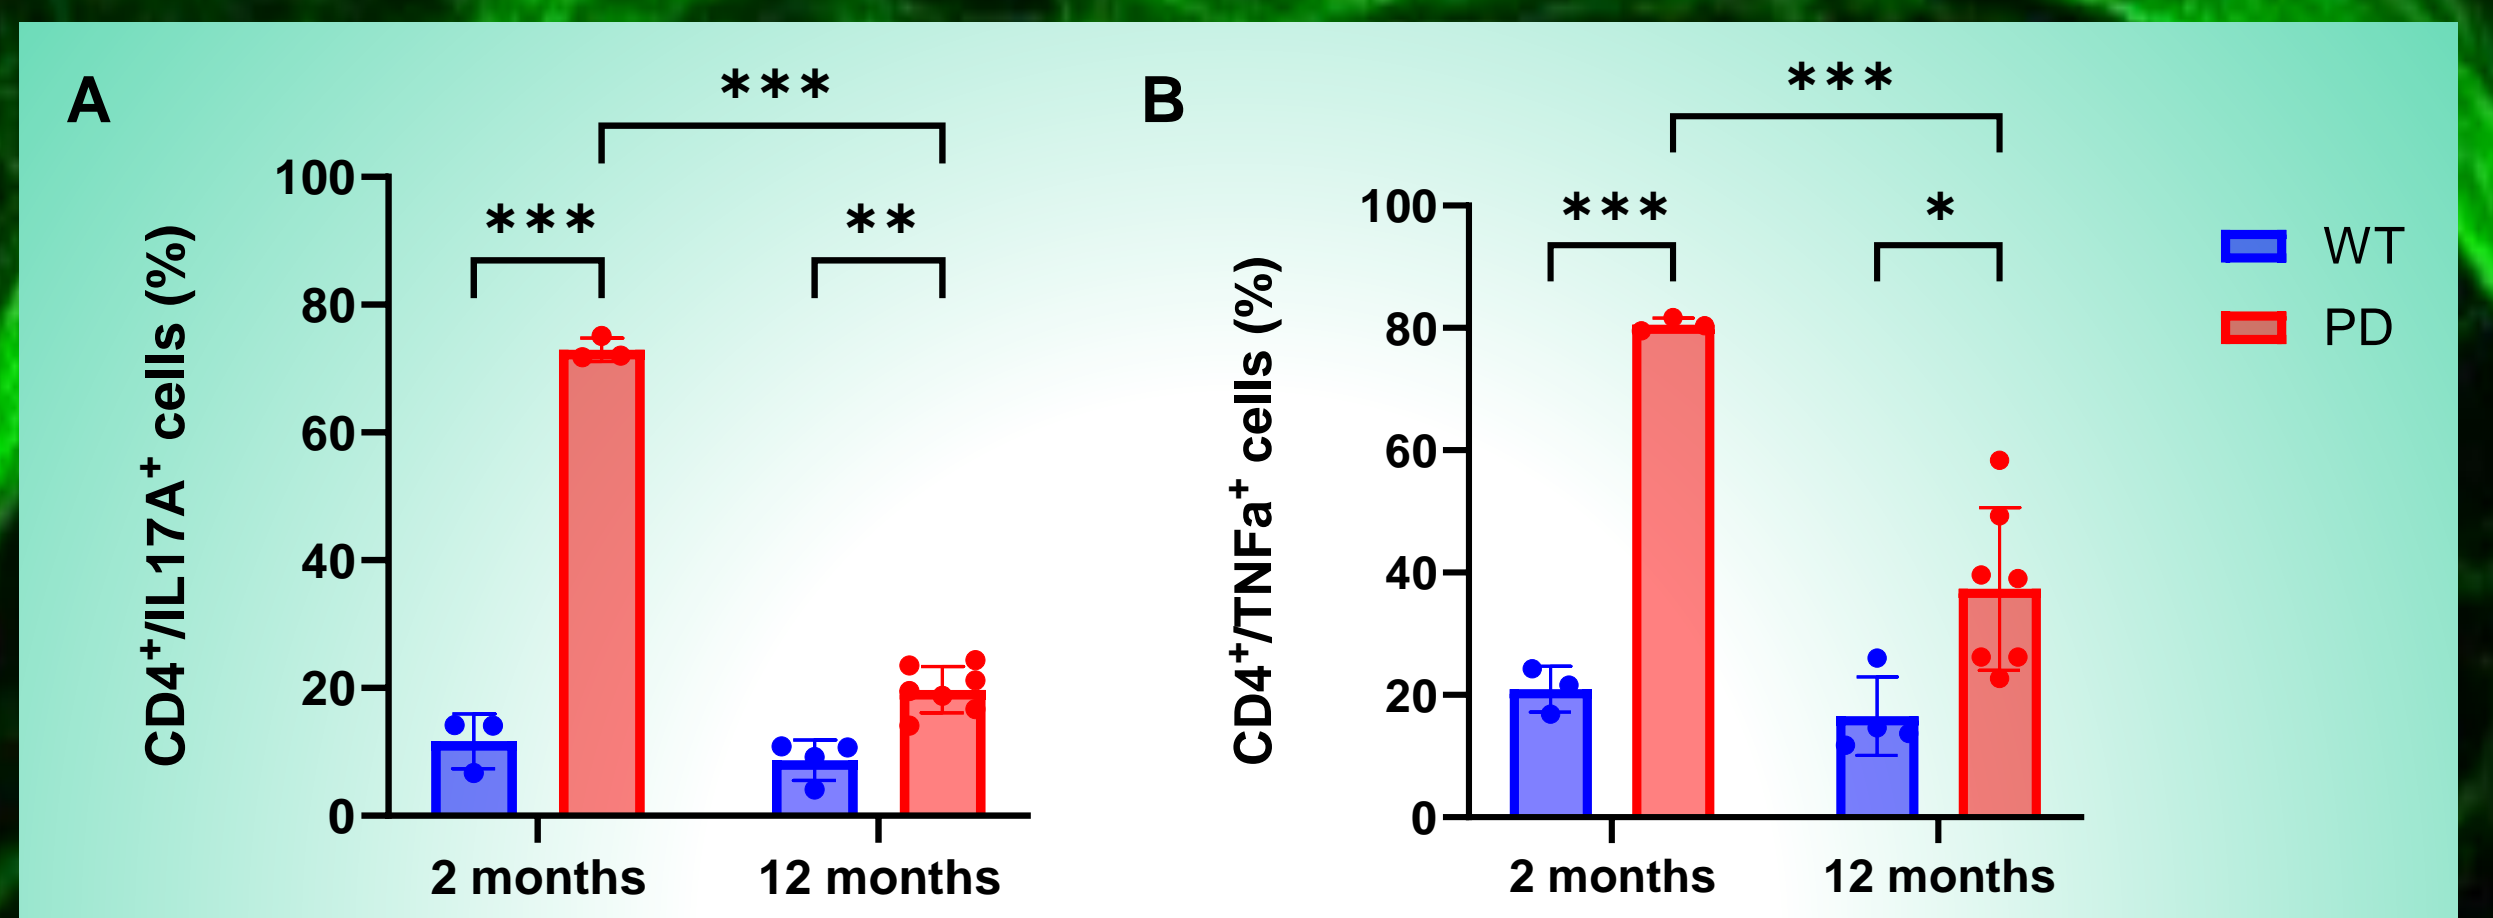 A
***
100
*** **
80
60
40
20
0
CD4+/IL17A+ cells (%)
2 months 12 months
B
***
100
*** *
80
60
40
20
0
CD4+/TNFa+ cells (%)
2 months 12 months
WT
PD